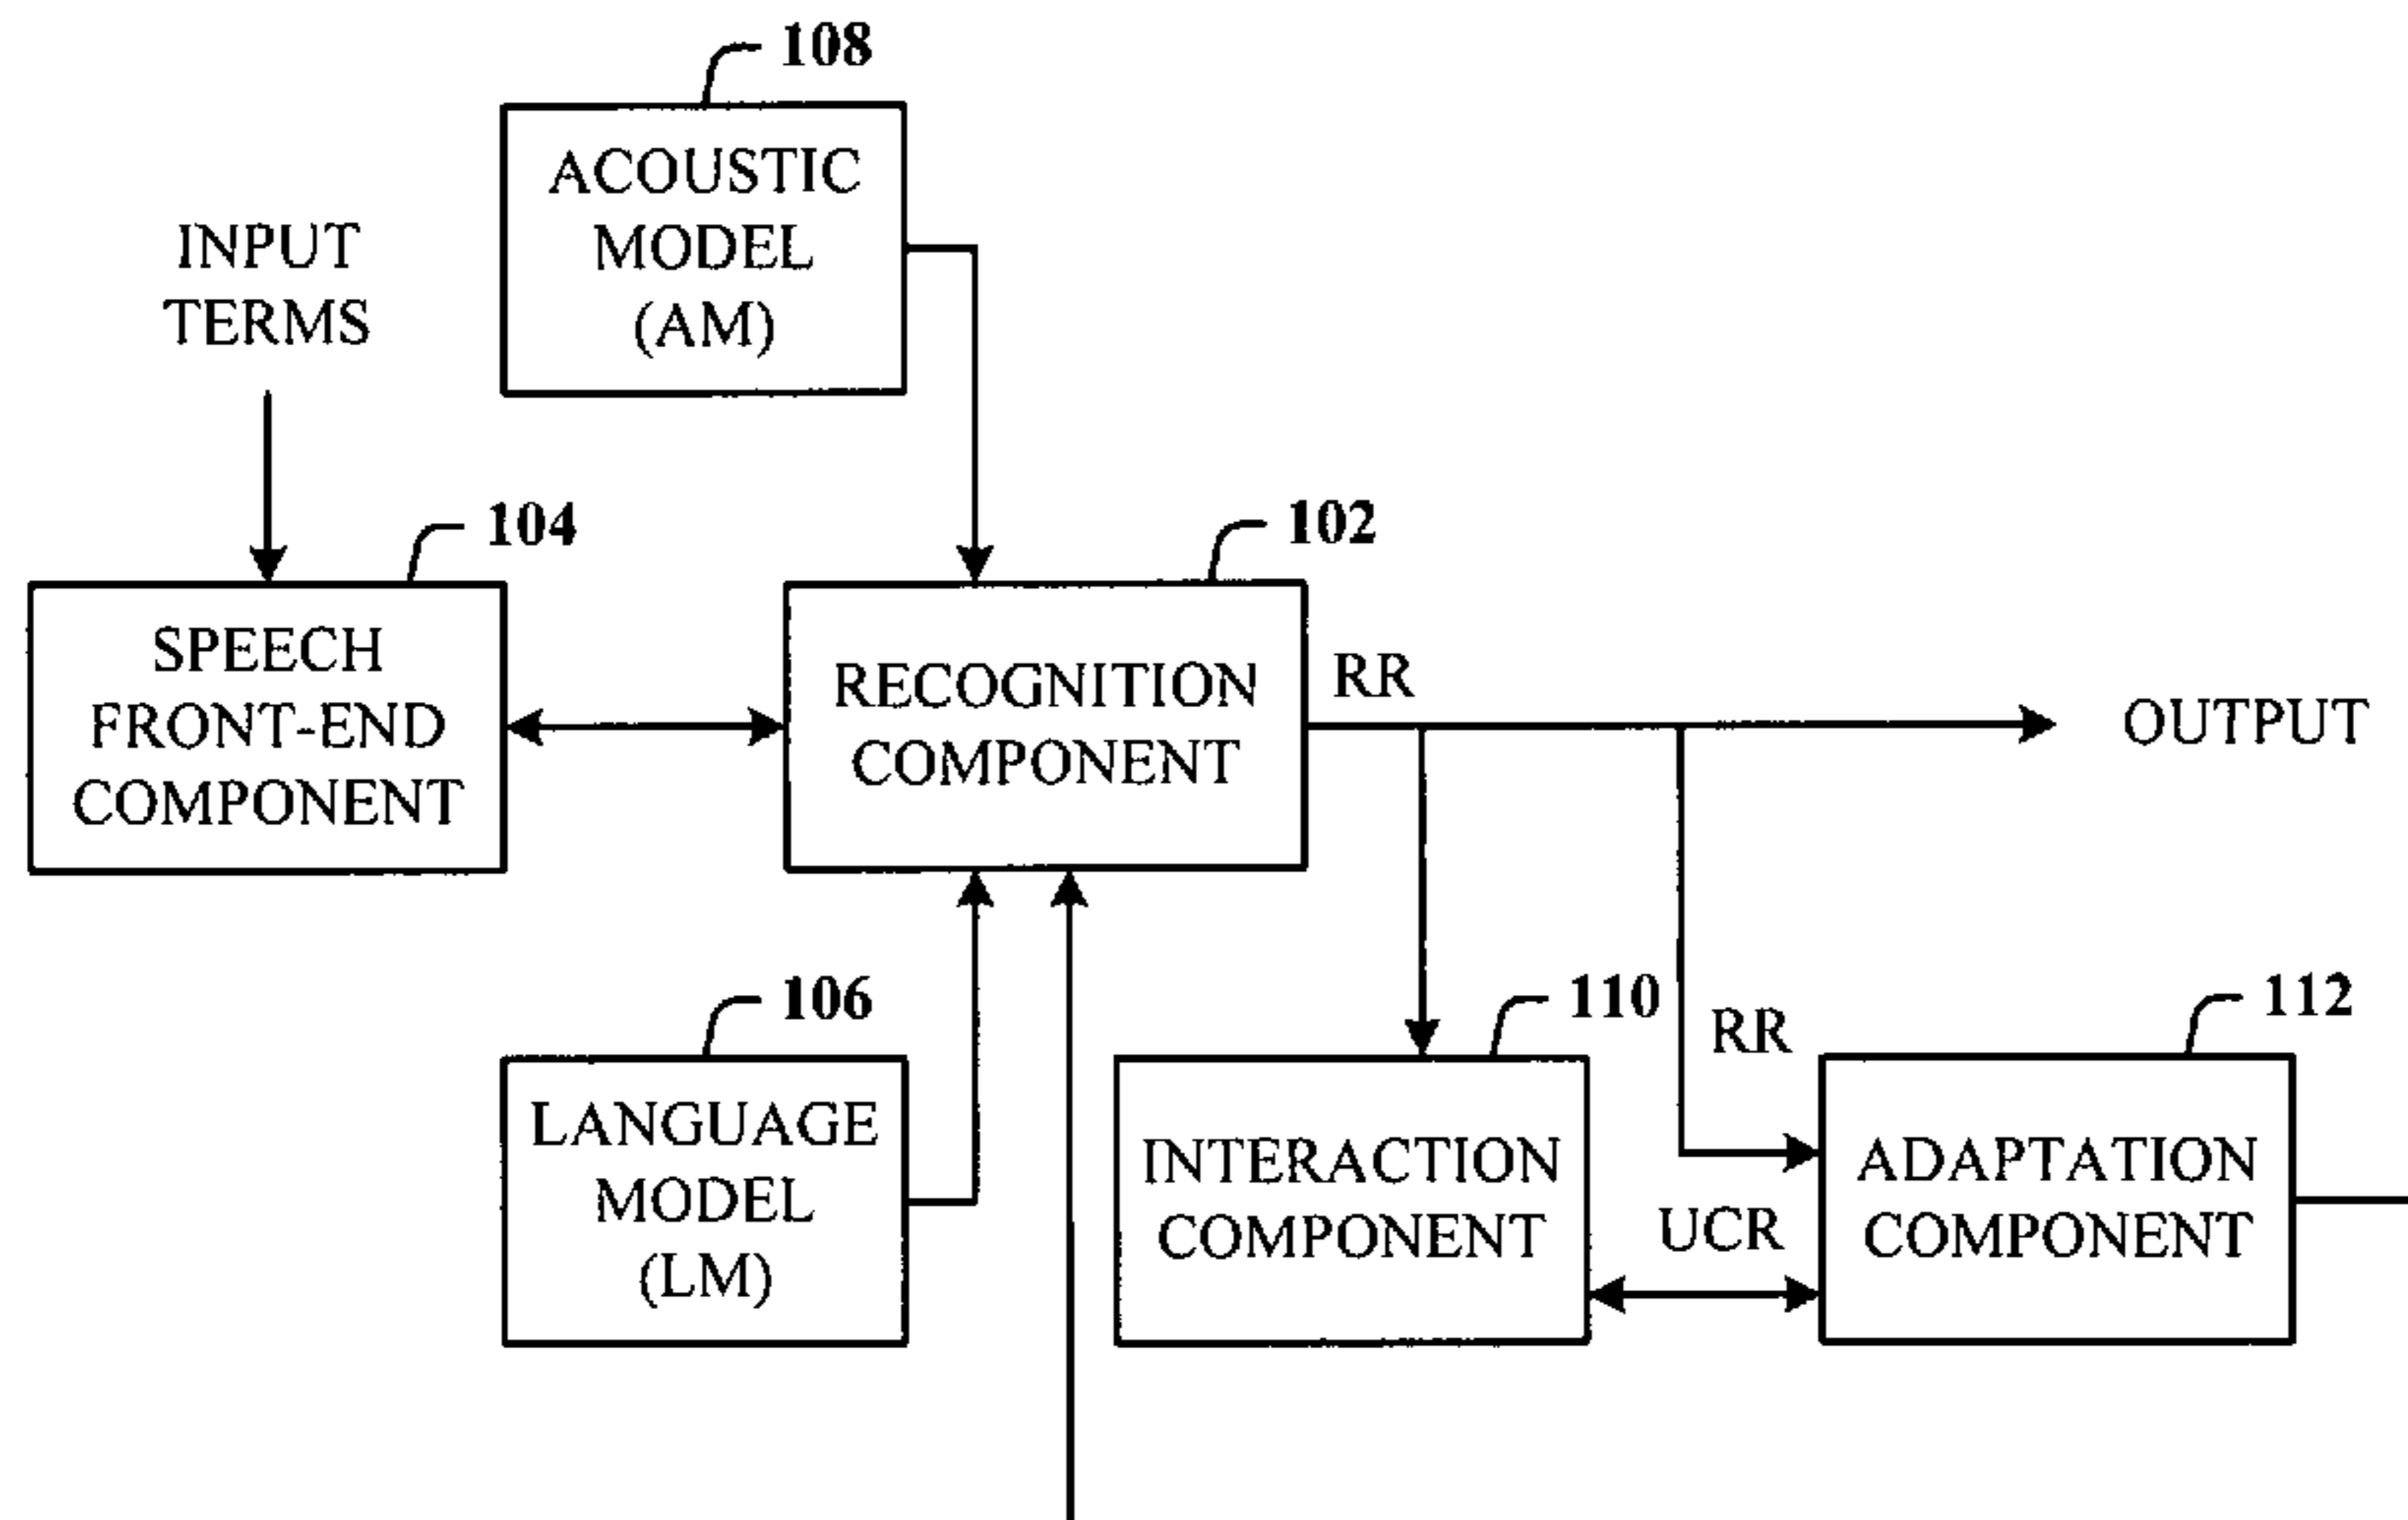 108
ACOUSTIC
MODEL
(AM)
INPUT
TERMS
104
SPEECH
FRONT-END
COMPONENT
102
RECOGNITION
COMPONENT
RR
OUTPUT
106
LANGUAGE
MODEL
(LM)
110
INTERACTION
COMPONENT
RR
UCR
112
ADAPTATION
COMPONENT